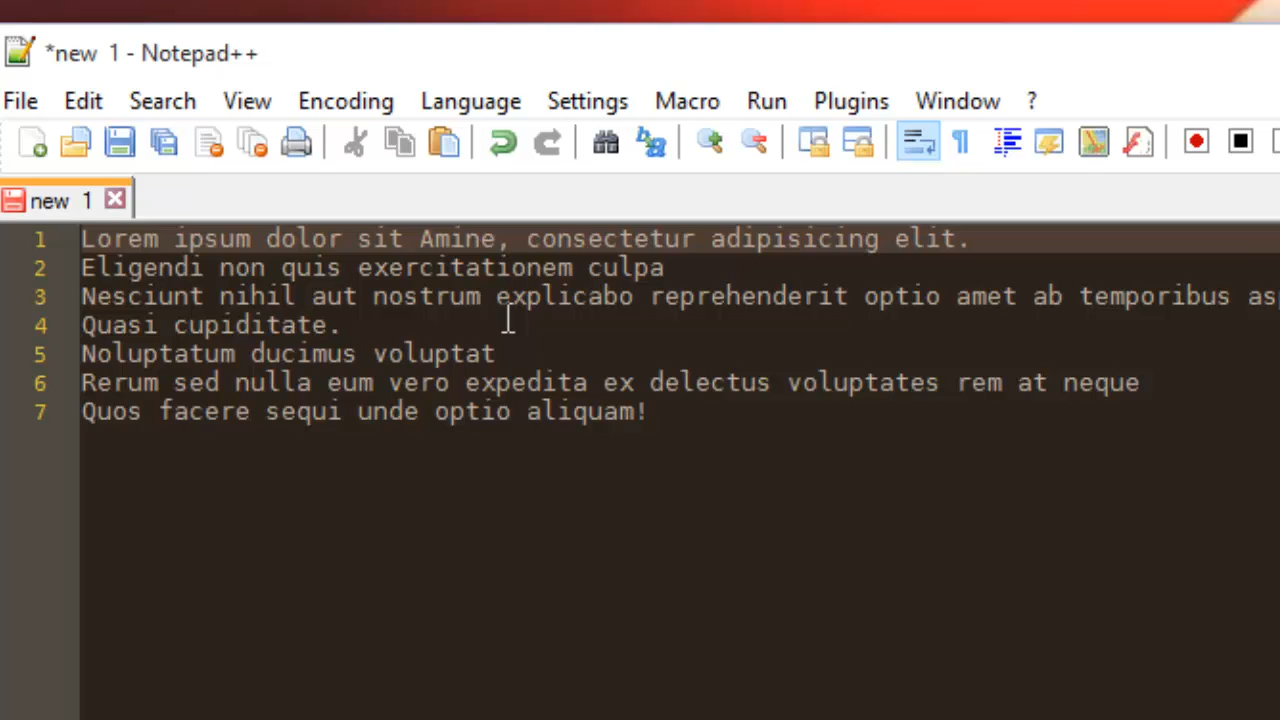 *new 1 - Notepad++
File Edit Search View Encoding Language Settings Macro Run Plugins Window ?
new 1
1 Lorem ipsum dolor sit Amine, consectetur adipisicing elit.
2 Eligendi non quis exercitationem culpa
3 Nesciunt nihil aut nostrum explicabo reprehenderit optio amet ab temporibus
4 Quasi cupiditate.
5 Noluptatum ducimus voluptat
6 Rerum sed nulla eum vero expedita ex delectus voluptates rem at neque
7 Quos facere sequi unde optio aliquam!